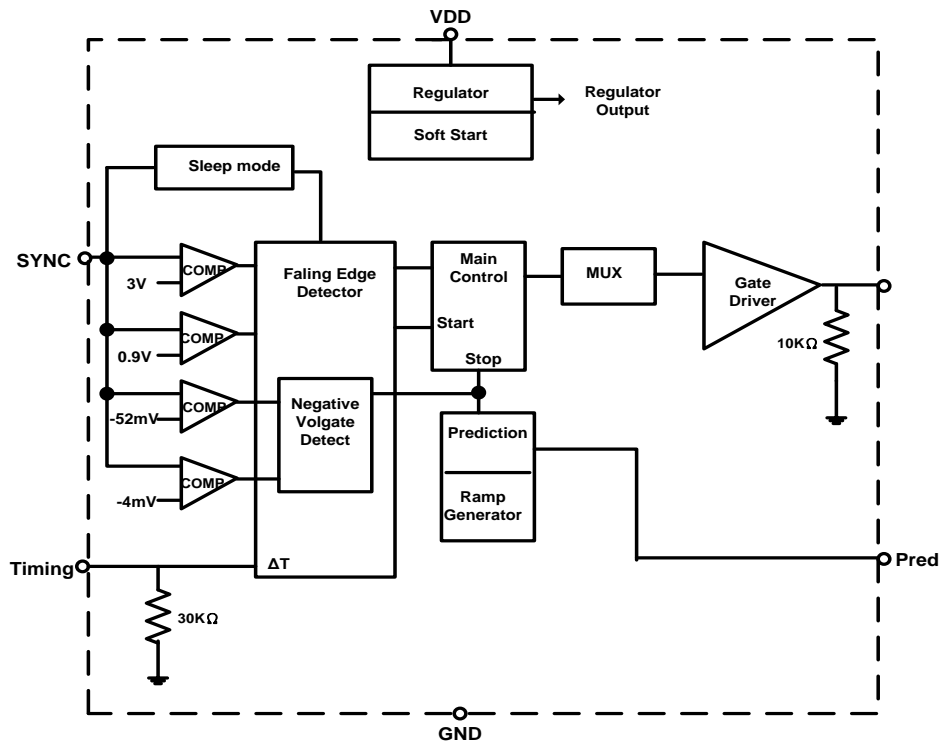 VDD
Regulator
Soft Start
Regulator
Output
Sleep mode
SYNC
COMP
3V
COMP
0.9V
COMP
-52mV
COMP
-4mV
Faling Edge
Detector
Negative
Volgate
Detect
ΔT
Main
Control
Start
Stop
MUX
Gate
Driver
10KΩ
Prediction
Ramp
Generator
Timing
30KΩ
Pred
GND